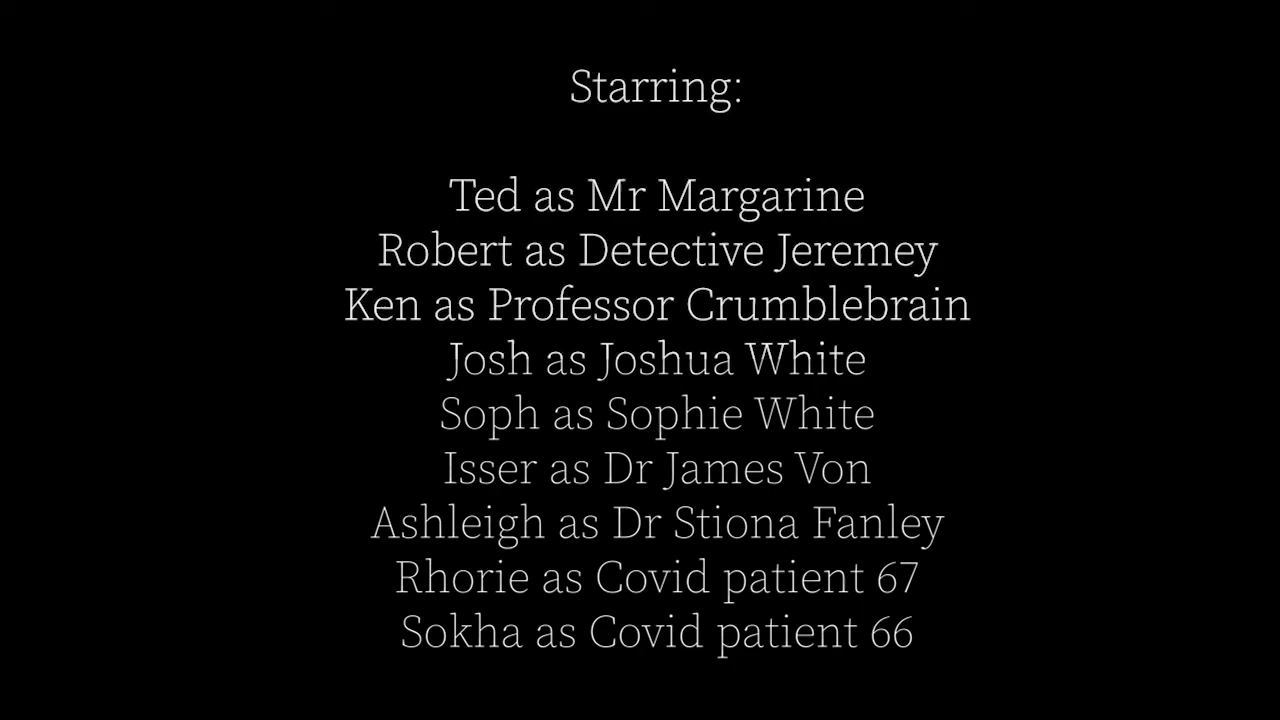 Starring:
Ted as Mr Margarine
Robert as Detective Jeremey
Ken as Professor Crumblebrain
Josh as Joshua White
Soph as Sophie White
Isser as Dr James Von
Ashleigh as Dr Stiona Fanley
Rhorie as Covid patient 67
Sokha as Covid patient 66